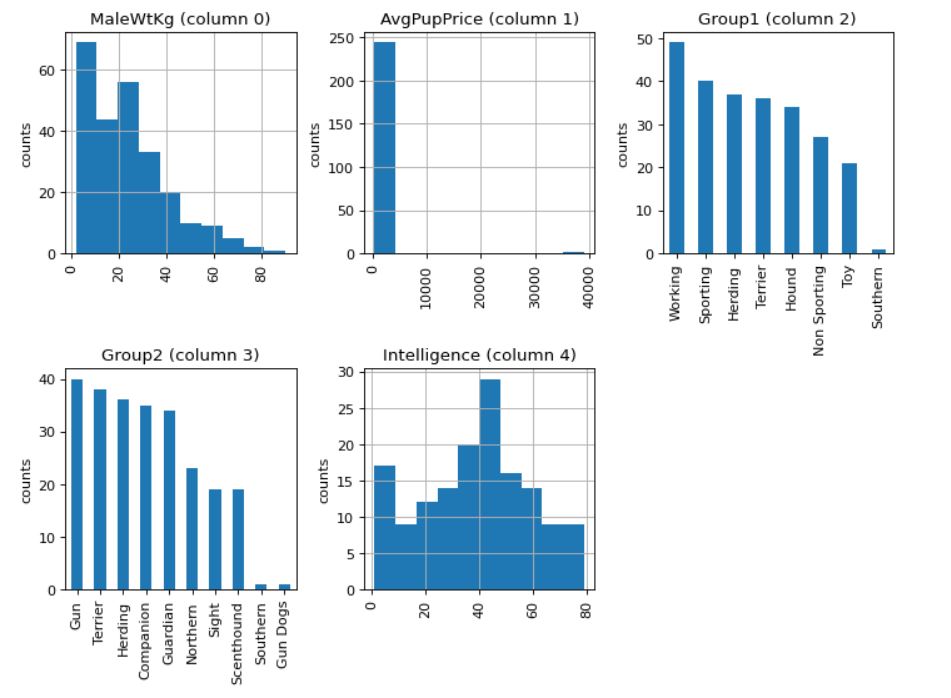 MaleWtKg (column 0)
counts
60
40
20
0
0
20
40
60
80
AvgPupPrice (column 1)
counts
250
200
150
100
50
0
0
10000
20000
30000
40000
Group1 (column 2)
counts
50
40
30
20
10
0
Working
Sporting
Herding
Terrier
Hound
Non Sporting
Toy
Southern
Group2 (column 3)
counts
40
30
20
10
0
Gun
Terrier
Herding
Companion
Guardian
Northern
Sight
Scenthound
Southern
Gun Dogs
Intelligence (column 4)
counts
30
25
20
15
10
5
0
0
20
40
60
80